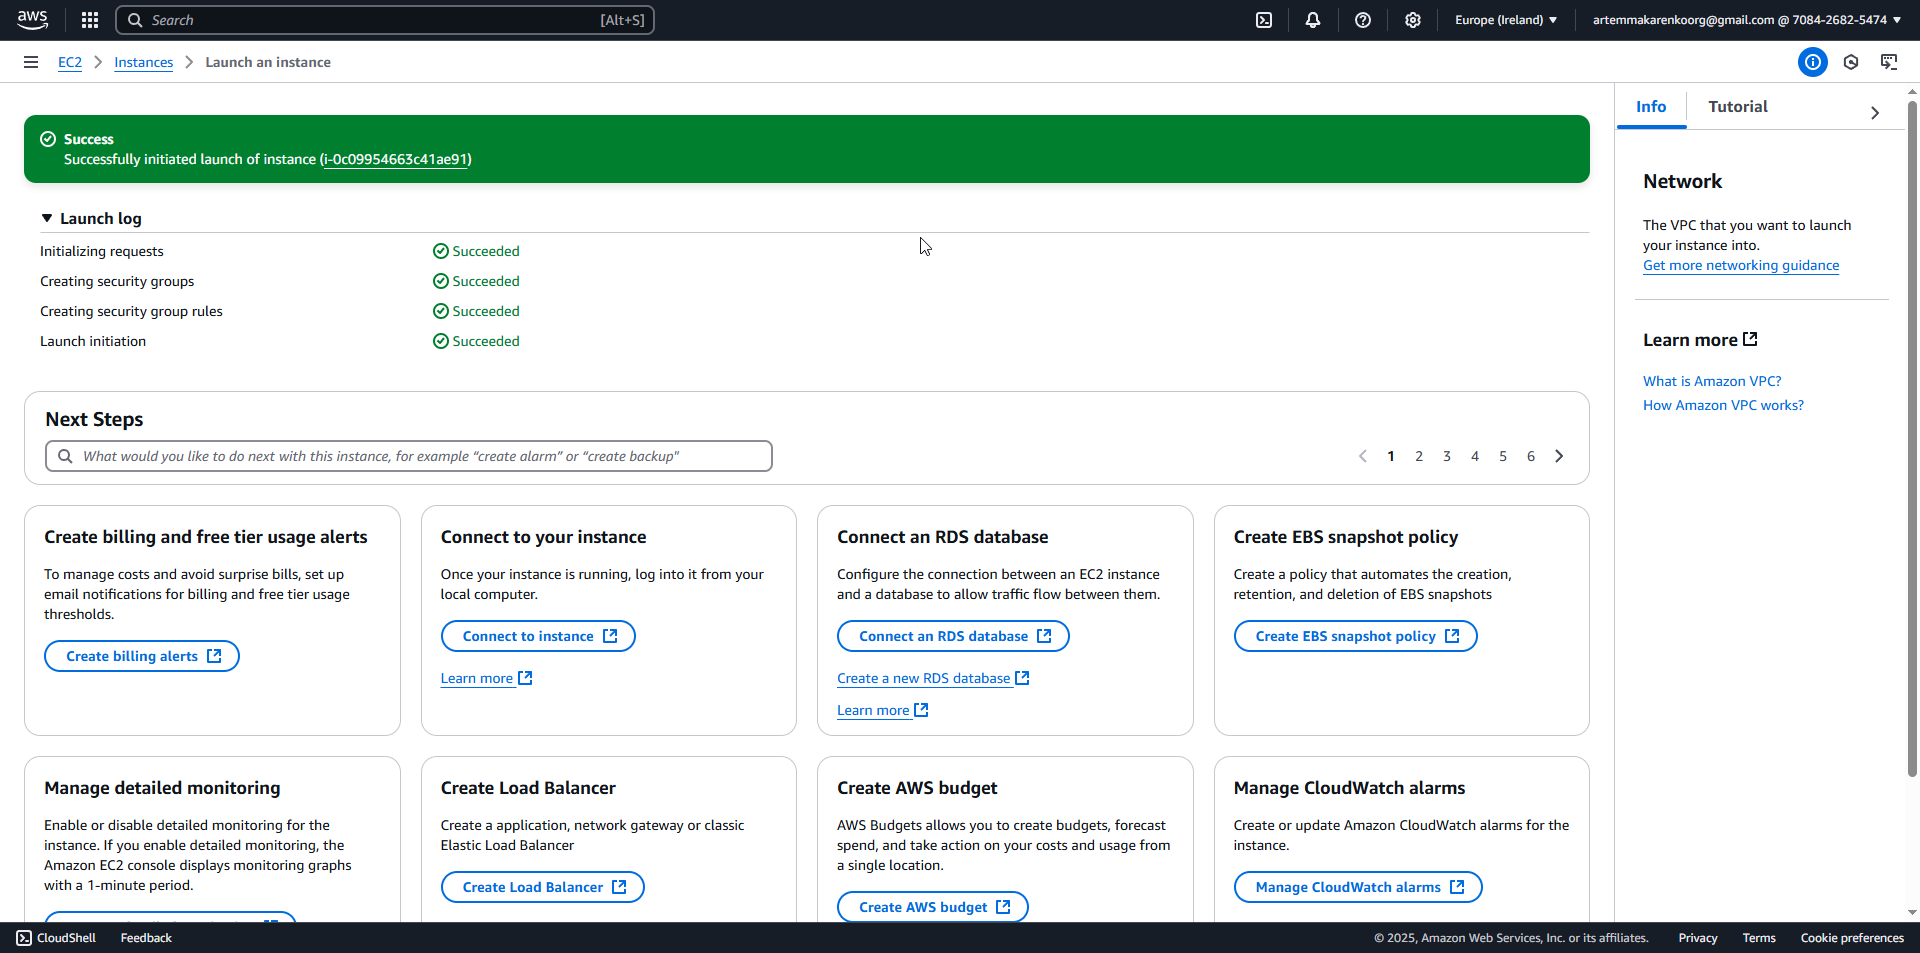 aws
Search [Alt+S]
Europe (Ireland)
artemmakarenkoorg@gmail.com @ 7084-2682-5474
EC2
Instances
Launch an instance
Success
Successfully initiated launch of instance (i-0c09954663c41ae91)
Launch log
Initializing requests Succeeded
Creating security groups Succeeded
Creating security group rules Succeeded
Launch initiation Succeeded
Next Steps
What would you like to do next with this instance, for example “create alarm” or “create backup”
1 2 3 4 5 6
Create billing and free tier usage alerts
To manage costs and avoid surprise bills, set up
email notifications for billing and free tier usage
thresholds.
Create billing alerts
Connect to your instance
Once your instance is running, log into it from your
local computer.
Connect to instance
Learn more
Connect an RDS database
Configure the connection between an EC2 instance
and a database to allow traffic flow between them.
Connect an RDS database
Create a new RDS database
Learn more
Create EBS snapshot policy
Create a policy that automates the creation,
retention, and deletion of EBS snapshots
Create EBS snapshot policy
Manage detailed monitoring
Enable or disable detailed monitoring for the
instance. If you enable detailed monitoring, the
Amazon EC2 console displays monitoring graphs
with a 1-minute period.
Create Load Balancer
Create a application, network gateway or classic
Elastic Load Balancer
Create Load Balancer
Create AWS budget
AWS Budgets allows you to create budgets, forecast
spend, and take action on your costs and usage from
a single location.
Create AWS budget
Manage CloudWatch alarms
Create or update Amazon CloudWatch alarms for the
instance.
Manage CloudWatch alarms
Info
Tutorial
Network
The VPC that you want to launch
your instance into.
Get more networking guidance
Learn more
What is Amazon VPC?
How Amazon VPC works?
CloudShell
Feedback
© 2025, Amazon Web Services, Inc. or its affiliates.
Privacy
Terms
Cookie preferences